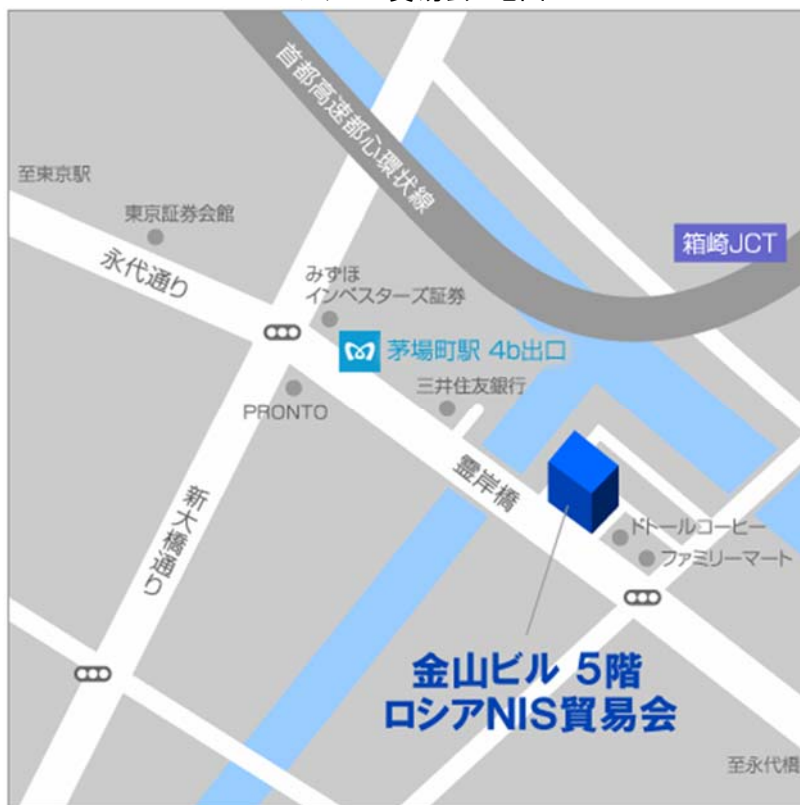 首都高速都心環状線
至東京駅
東京証券会館
永代通り
箱崎JCT
みずほ
インベスターズ証券
茅場町駅 4b出口
三井住友銀行
PRONTO
霊岸橋
新大橋通り
ドトールコーヒー
ファミリーマート
金山ビル 5階
ロシアNIS貿易会
至永代橋